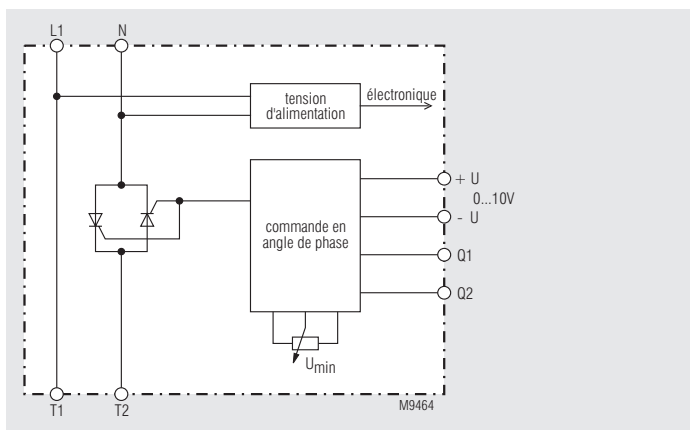 L1 N
tension
d'alimentation
électronique
+ U
0...10V
- U
commande en
angle de phase
Q1
Q2
Umin
M9464
T1 T2